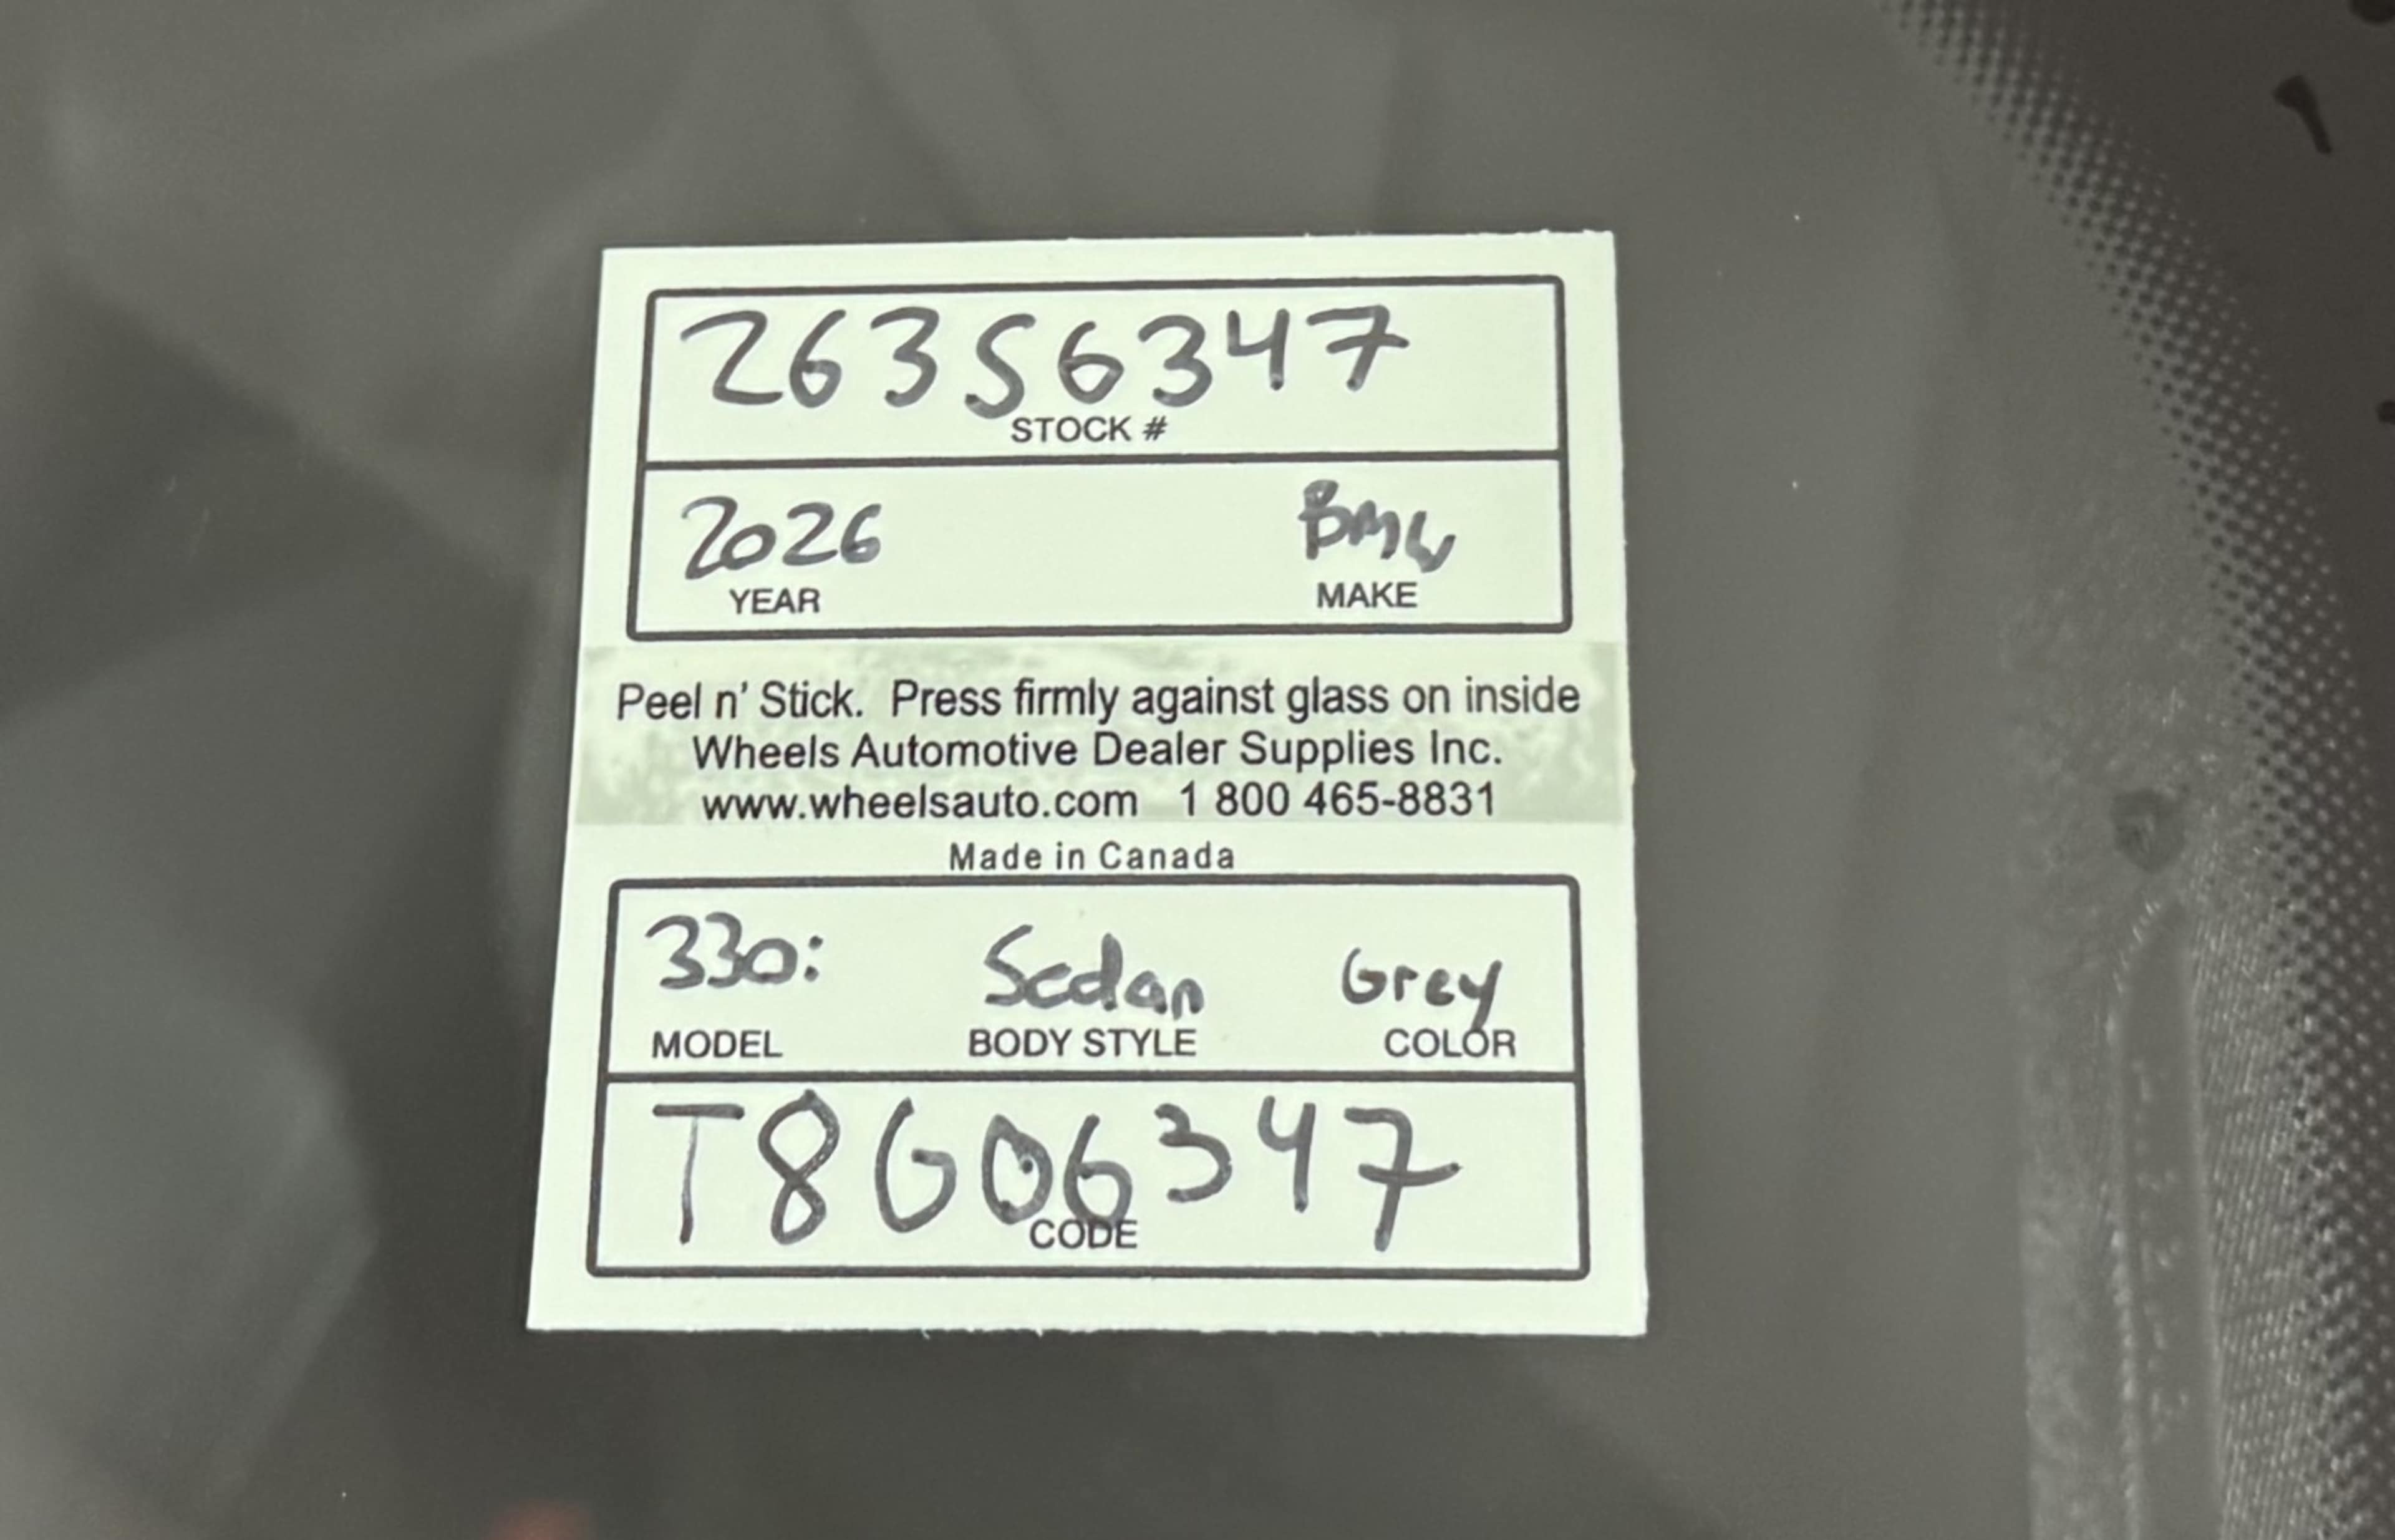 26356347
STOCK #
2026 BMW
YEAR MAKE
Peel n' Stick. Press firmly against glass on inside
Wheels Automotive Dealer Supplies Inc.
www.wheelsauto.com 1 800 465-8831
Made in Canada
330i Sedan Grey
MODEL BODY STYLE COLOR
T8G06347
CODE